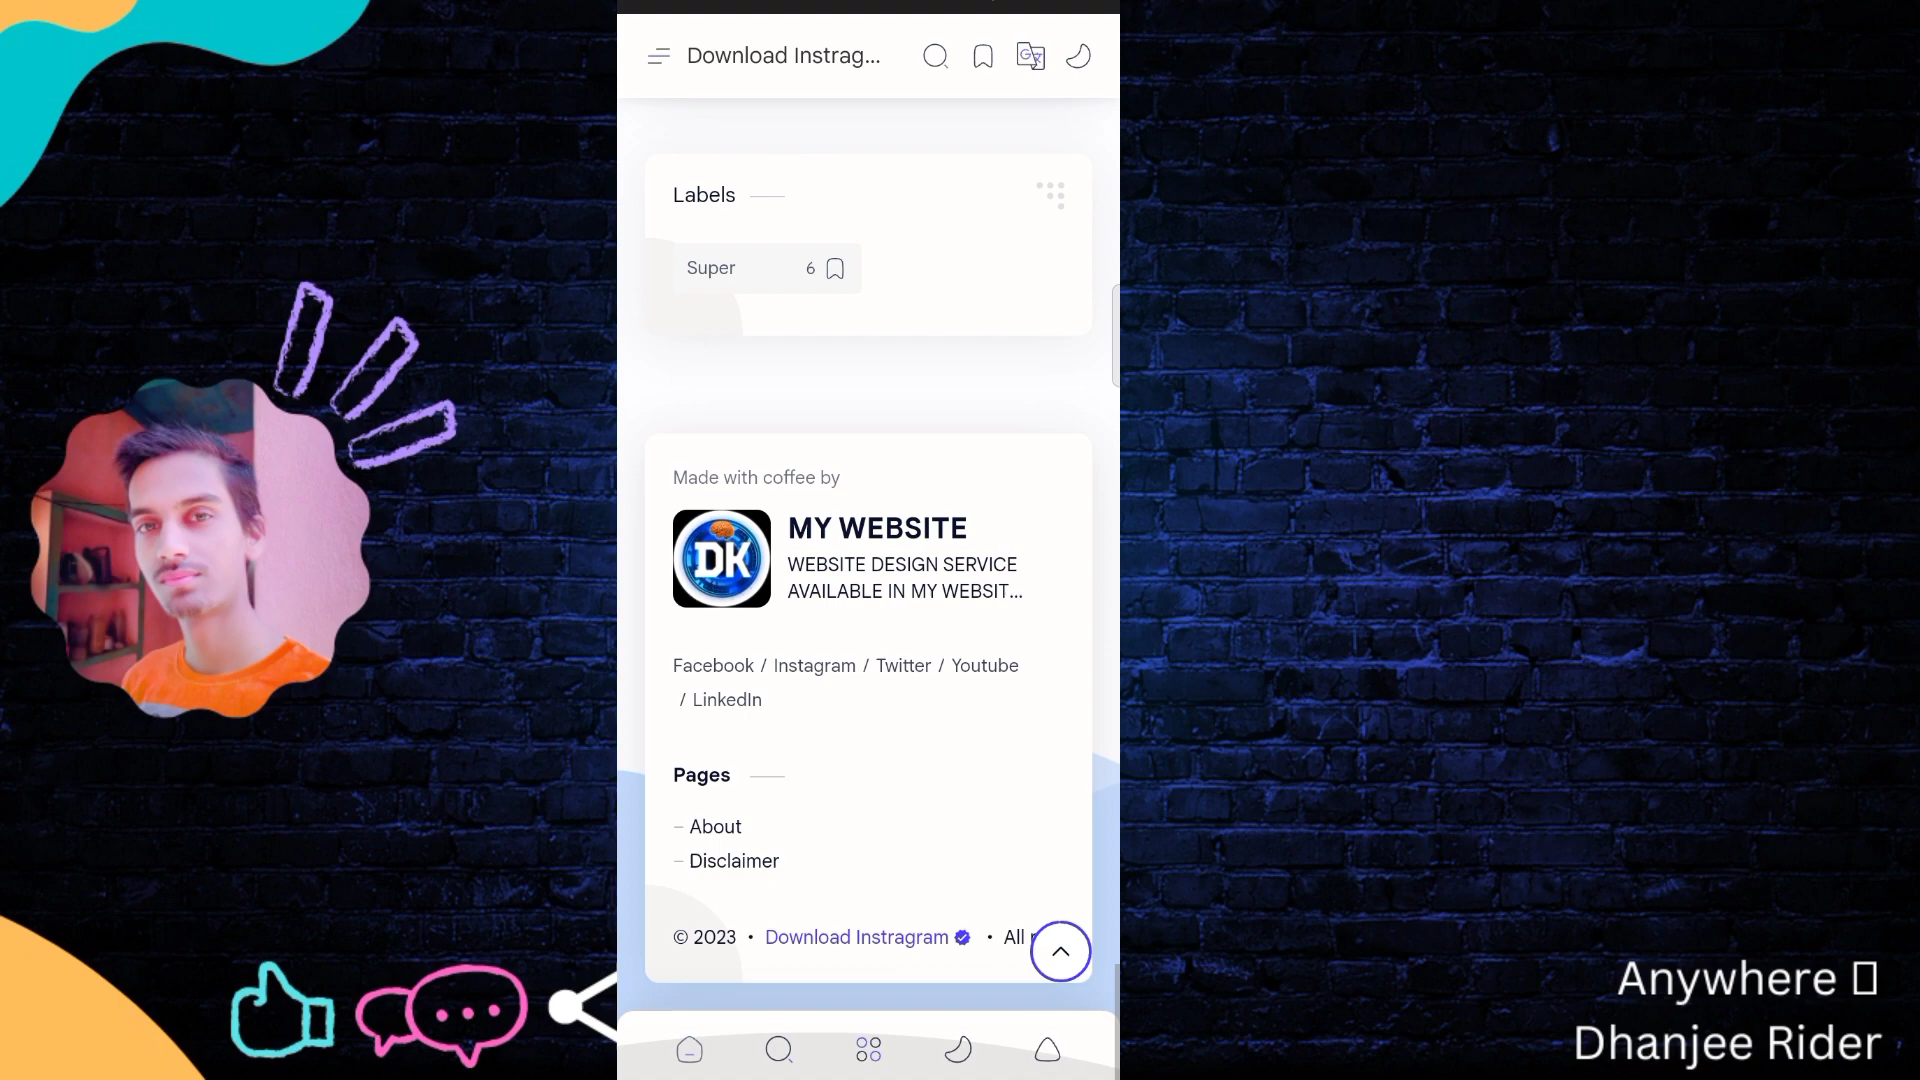 Download Instrag...
Labels
Super 6
Made with coffee by
DK
MY WEBSITE
WEBSITE DESIGN SERVICE
AVAILABLE IN MY WEBSIT...
Facebook / Instagram / Twitter / Youtube
/ LinkedIn
Pages
– About
– Disclaimer
© 2023 • Download Instragram • All
Anywhere
Dhanjee Rider